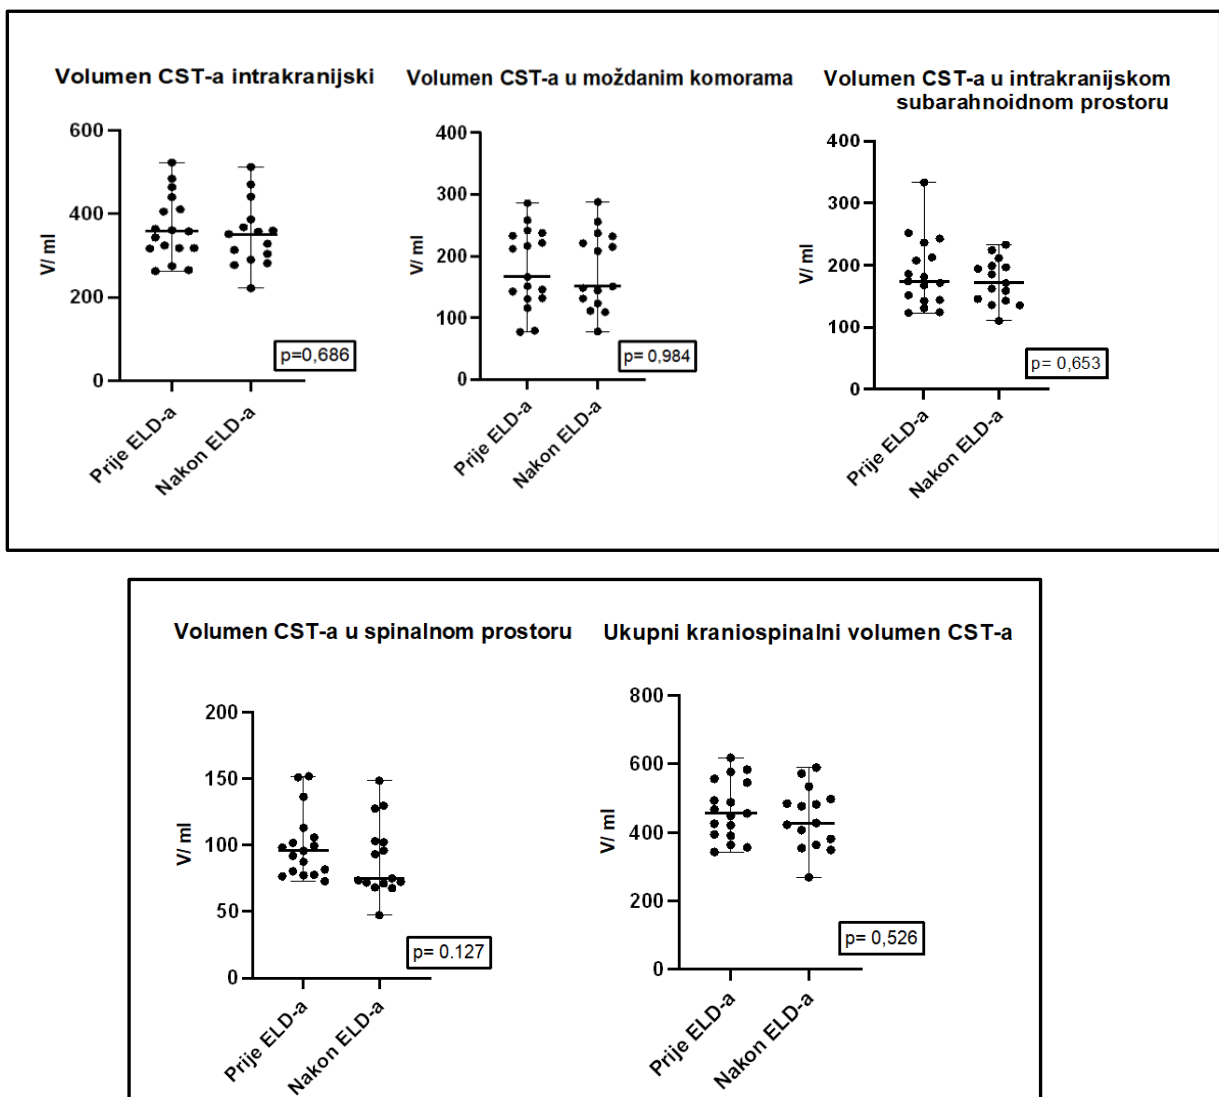 Volumen CST-a intrakranijski
600
400
200
0
V/ ml
p=0,686
Prije ELD-a
Nakon ELD-a
Volumen CST-a u moždanim komorama
400
300
200
100
0
V/ ml
p= 0,984
Prije ELD-a
Nakon ELD-a
Volumen CST-a u intrakranijskom
subarahnoidnom prostoru
400
300
200
100
0
V/ ml
p= 0,653
Prije ELD-a
Nakon ELD-a
Volumen CST-a u spinalnom prostoru
200
150
100
50
0
V/ ml
p= 0.127
Prije ELD-a
Nakon ELD-a
Ukupni kraniospinalni volumen CST-a
800
600
400
200
0
V/ ml
p= 0,526
Prije ELD-a
Nakon ELD-a